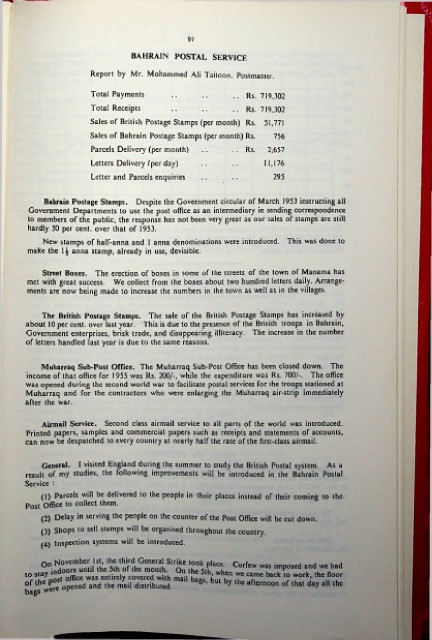 97
BAHRAIN POSTAL SERVICE
Report by Mr. Mohammed Ali Taitoon, Postmaster.
Total Payments .. .. .. Rs. 719,302
Total Receipts .. .. .. Rs. 719,302
Sales of British Postage Stamps (per month) Rs. 51,771
Sales of Bahrain Postage Stamps (per month) Rs. 756
Parcels Delivery (per month) .. .. Rs. 2,657
Letters Delivery (per day) .. .. 11,176
Letter and Parcels enquiries .. .. 295
Bahrain Postage Stamps. Despite the Government circular of March 1953 instructing all
Government Departments to use the post office as an intermediary in sending correspondence
to members of the public, the response has not been very great as our sales of stamps are still
hardly 50 per cent. over that of 1953.
New stamps of half-anna and 1 anna denominations were introduced. This was done to
make the 1½ anna stamp, already in use, devisible.
Street Boxes. The erection of boxes in some of the streets of the town of Manama has
met with great success. We collect from the boxes about two hundred letters daily. Arrange-
ments are now being made to increase the numbers in the town as well as in the villages.
The British Postage Stamps. The sale of the British Postage Stamps has increased by
about 10 per cent. over last year. This is due to the presence of the British troops in Bahrain,
Government enterprises, brisk trade, and disappearing illiteracy. The increase in the number
of letters handled last year is due to the same reasons.
Muharraq Sub-Post Office. The Muharraq Sub-Post Office has been closed down. The
income of that office for 1955 was Rs. 200/-, while the expenditure was Rs. 700/-. The office
was opened during the second world war to facilitate postal services for the troops stationed at
Muharraq and for the contractors who were enlarging the Muharraq air-strip immediately
after the war.
Airmail Service. Second class airmail service to all parts of the world was introduced.
Printed papers, samples and commercial papers such as receipts and statements of accounts,
can now be despatched to every country at nearly half the rate of the first-class airmail.
General. I visited England during the summer to study the British Postal system. As a
result of my studies, the following improvements will be introduced in the Bahrain Postal
Service :
(1) Parcels will be delivered to the people in their places instead of their coming to the
Post Office to collect them.
(2) Delay in serving the people on the counter of the Post Office will be cut down.
(3) Shops to sell stamps will be organised throughout the country.
(4) Inspection systems will be introduced.
On November 1st, the third General Strike took place. Curfew was imposed and we had
to stay indoors until the 5th of the month. On the 5th, when we came back to work, the floor
of the post office was entirely covered with mail bags, but by the afternoon of that day all the
bags were opened and the mail distributed.